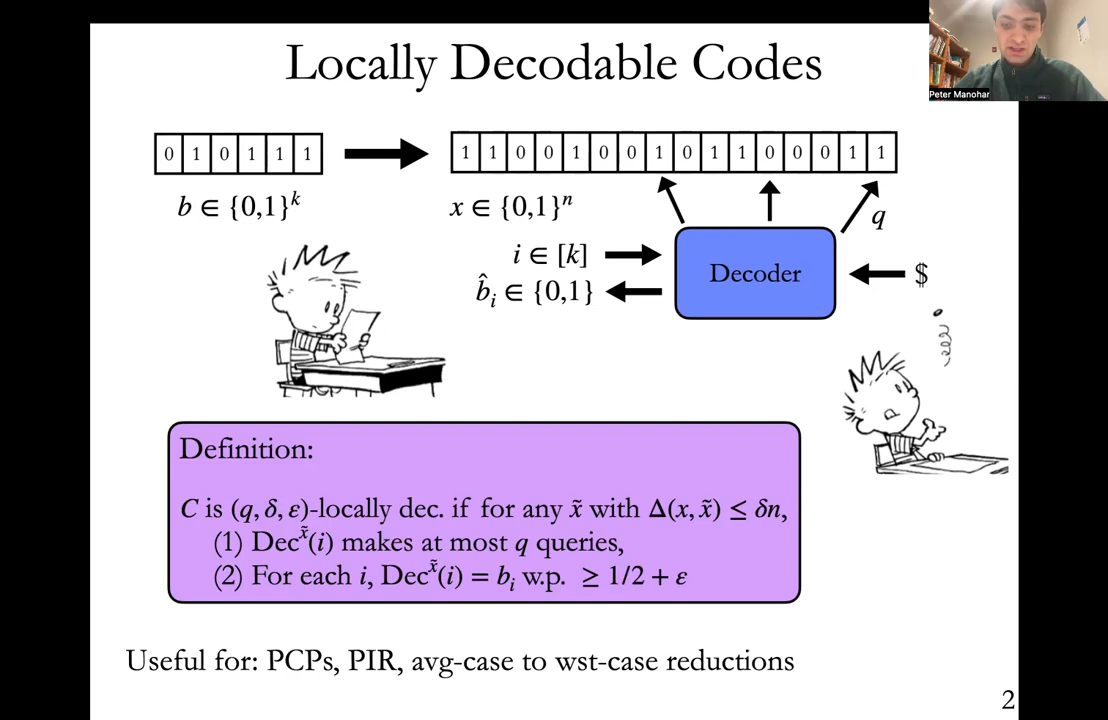 Locally Decodable Codes
Peter Manohar
0 1 0 1 1 1
1 1 0 0 1 0 0 1 0 1 1 0 0 0 1 1
b ∈ {0,1}^k
x ∈ {0,1}^n
q
i ∈ [k]
b̂_i ∈ {0,1}
Decoder
$
Definition:
C is (q, δ, ε)-locally dec. if for any x̃ with Δ(x, x̃) ≤ δn,
(1) Dec^x̃(i) makes at most q queries,
(2) For each i, Dec^x̃(i) = b_i w.p. ≥ 1/2 + ε
Useful for: PCPs, PIR, avg-case to wst-case reductions
2